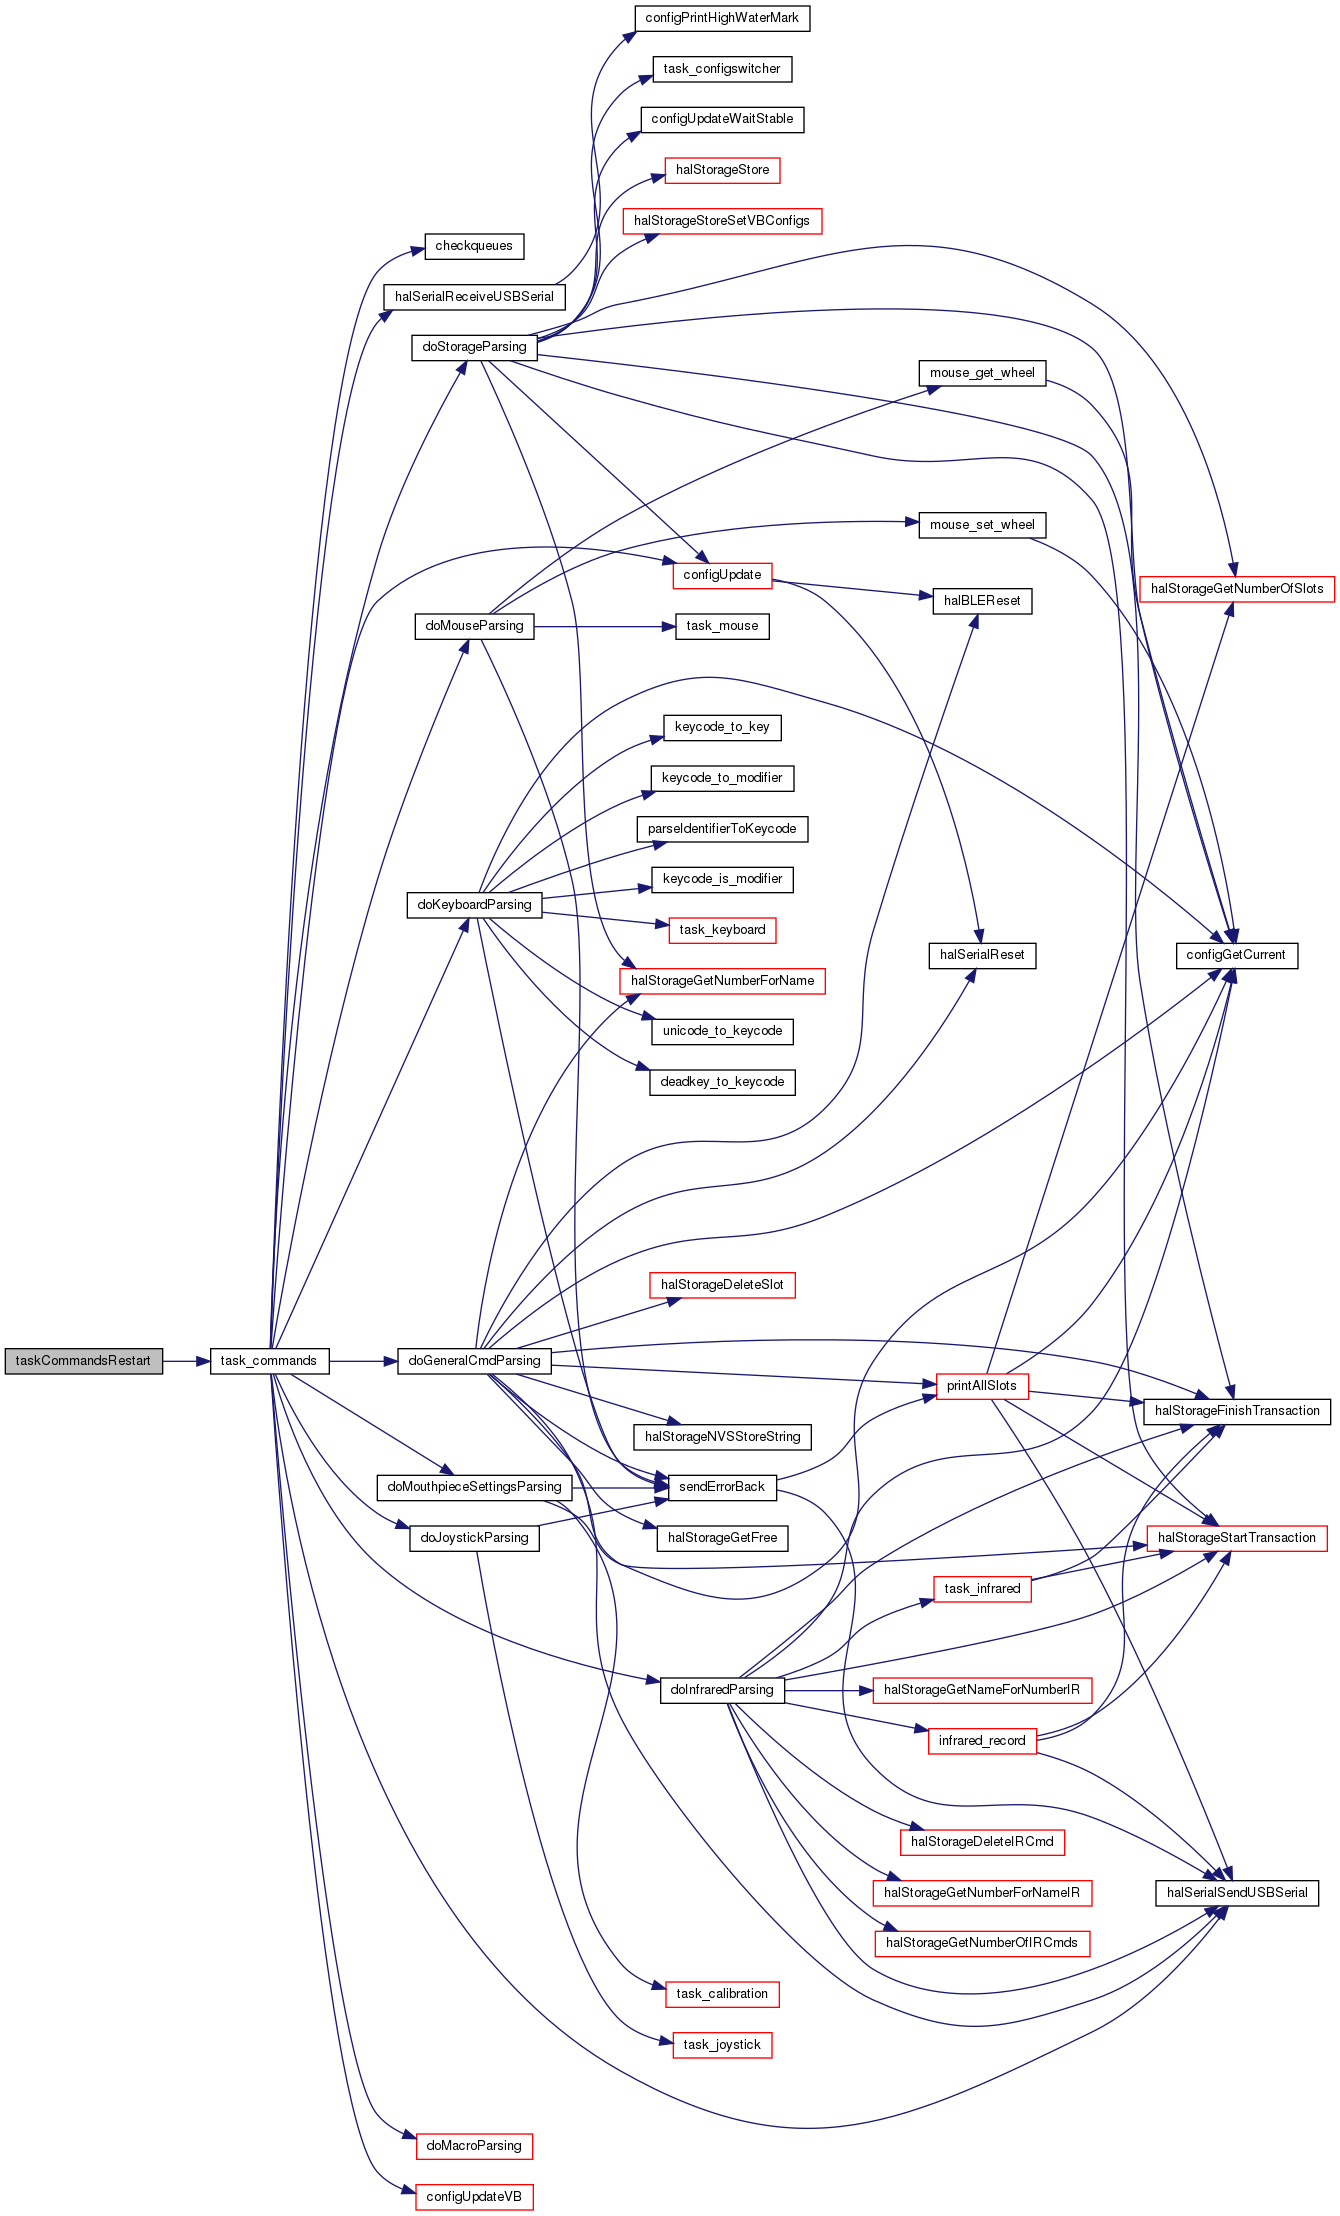 configPrintHighWaterMark
task_configswitcher
configUpdateWaitStable
halStorageStore
halStorageStoreSetVBConfigs
checkqueues
halSerialReceiveUSBSerial
doStorageParsing
mouse_get_wheel
mouse_set_wheel
configUpdate
halStorageGetNumberOfSlots
halBLEReset
doMouseParsing
task_mouse
keycode_to_key
keycode_to_modifier
parseIdentifierToKeycode
keycode_is_modifier
doKeyboardParsing
task_keyboard
halSerialReset
configGetCurrent
halStorageGetNumberForName
unicode_to_keycode
deadkey_to_keycode
halStorageDeleteSlot
taskCommandsRestart
task_commands
doGeneralCmdParsing
printAllSlots
halStorageFinishTransaction
halStorageNVSStoreString
doMouthpieceSettingsParsing
sendErrorBack
doJoystickParsing
halStorageGetFree
halStorageStartTransaction
task_infrared
doInfraredParsing
halStorageGetNameForNumberIR
infrared_record
halStorageDeleteIRCmd
halStorageGetNumberForNameIR
halSerialSendUSBSerial
halStorageGetNumberOfIRCmds
task_calibration
task_joystick
doMacroParsing
configUpdateVB